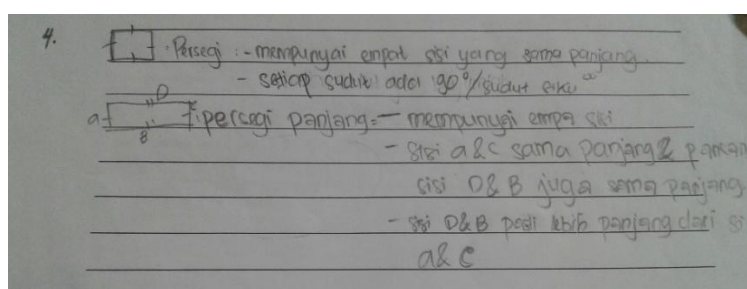 4.
Persegi : - mempunyai empat sisi yang sama panjang.
- setiap sudut ada 90°/sudut siku"
D
a c : persegi panjang = - mempunyai empa sisi
B
- sisi a & c sama panjang &
sisi D & B juga sama panjang
- sisi D & B pasti lebih panjang dari si
a & c